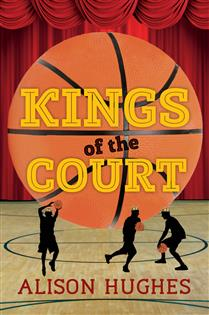 KINGS
of the
COURT
ALISON HUGHES